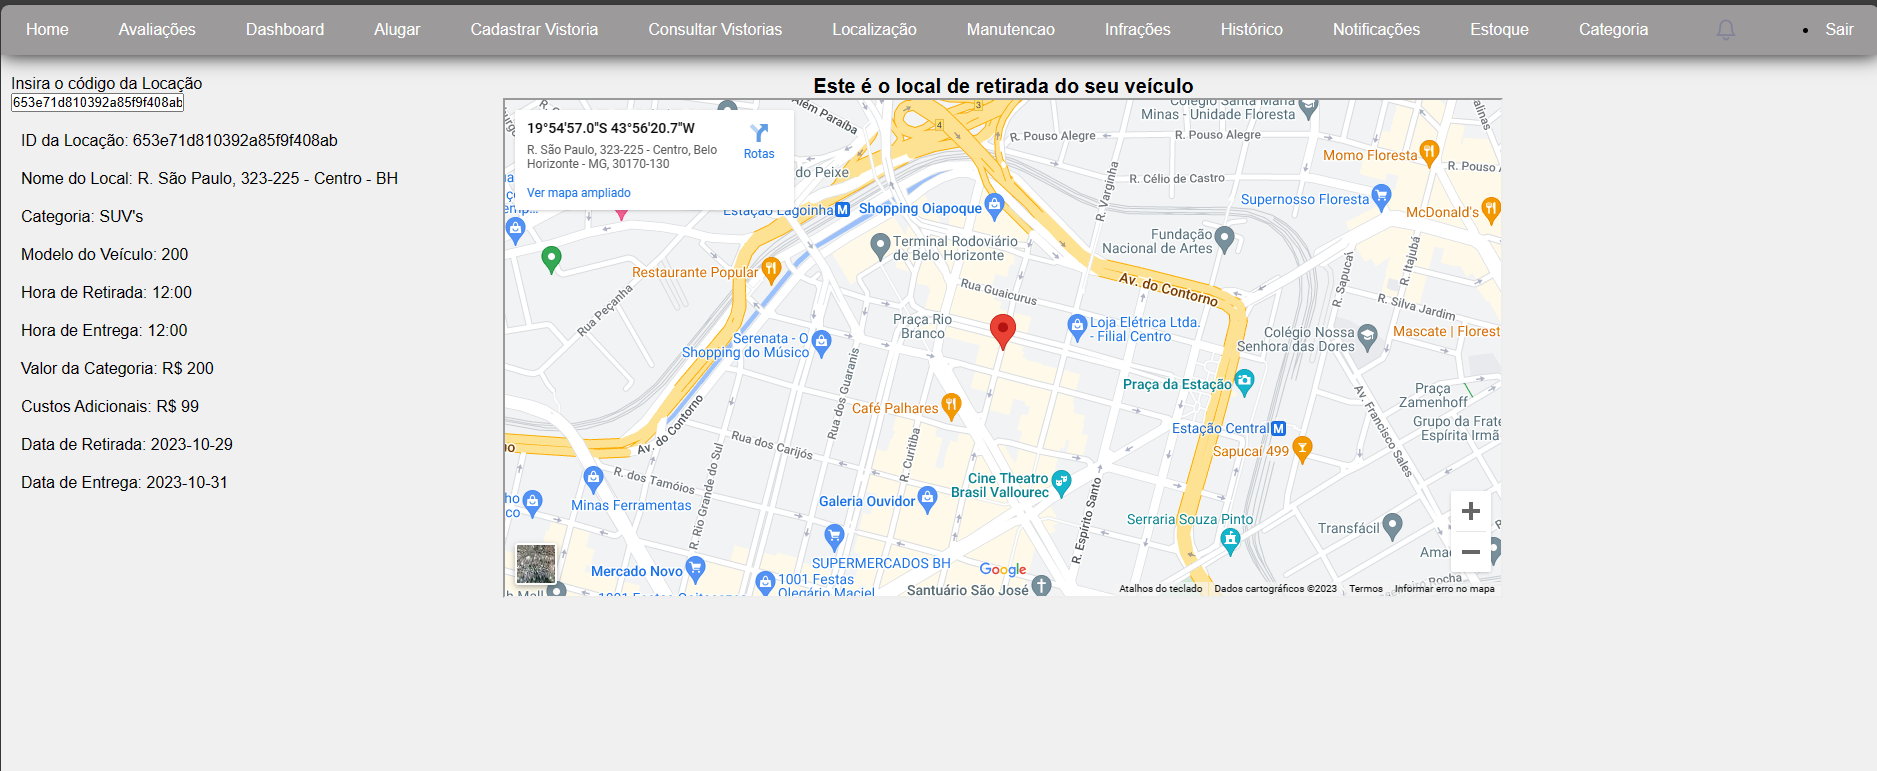 Home Avaliações Dashboard Alugar Cadastrar Vistoria Consultar Vistorias Localização Manutencao Infrações Histórico Notificações Estoque Categoria Sair
Insira o código da Locação
653e71d810392a85f9f408ab
ID da Locação: 653e71d810392a85f9f408ab
Nome do Local: R. São Paulo, 323-225 - Centro - BH
Categoria: SUV's
Modelo do Veículo: 200
Hora de Retirada: 12:00
Hora de Entrega: 12:00
Valor da Categoria: R$ 200
Custos Adicionais: R$ 99
Data de Retirada: 2023-10-29
Data de Entrega: 2023-10-31
Este é o local de retirada do seu veículo
19°54'57.0"S 43°56'20.7"W
R. São Paulo, 323-225 - Centro, Belo
Horizonte - MG, 30170-130
Rotas
Ver mapa ampliado
Além Paraíba
3
4
Colégio Santa Maria
Minas - Unidade Floresta
R. Pouso Alegre
R. Pouso Alegre
Momo Floresta
R. Pouso
do Peixe
R. Célio de Castro
R. Varginha
Supernosso Floresta
McDonald's
Estação Lagoinha M
Shopping Oiapoque
Fundação
Nacional de Artes
Terminal Rodoviário
de Belo Horizonte
R. Itajubá
R. Sapucaí
Restaurante Popular
Rua Guaicurus
Av. do Contorno
R. Silva Jardim
Rua Peçanha
Praça Rio
Branco
Loja Elétrica Ltda.
- Filial Centro
Colégio Nossa
Senhora das Dores
Mascate | Florest
Serenata - O
Shopping do Músico
Rua dos Guaranis
Praça da Estação
Praça
Zamenhoff
Café Palhares
Av. do Contorno
Estação Central M
Av. Francisco Sales
Grupo da Frate
Espírita Irmã
Rua dos Carijós
R. Curitiba
Sapucaí 499
R. dos Tamóios
R. Rio Grande do Sul
Cine Theatro
Brasil Vallourec
Minas Ferramentas
Galeria Ouvidor
R. Espírito Santo
Serraria Souza Pinto
Transfácil
SUPERMERCADOS BH
Mercado Novo
1001 Festas
Olegário Maciel
Santuário São José
Google
Atalhos do teclado Dados cartográficos ©2023 Termos Informar erro no mapa